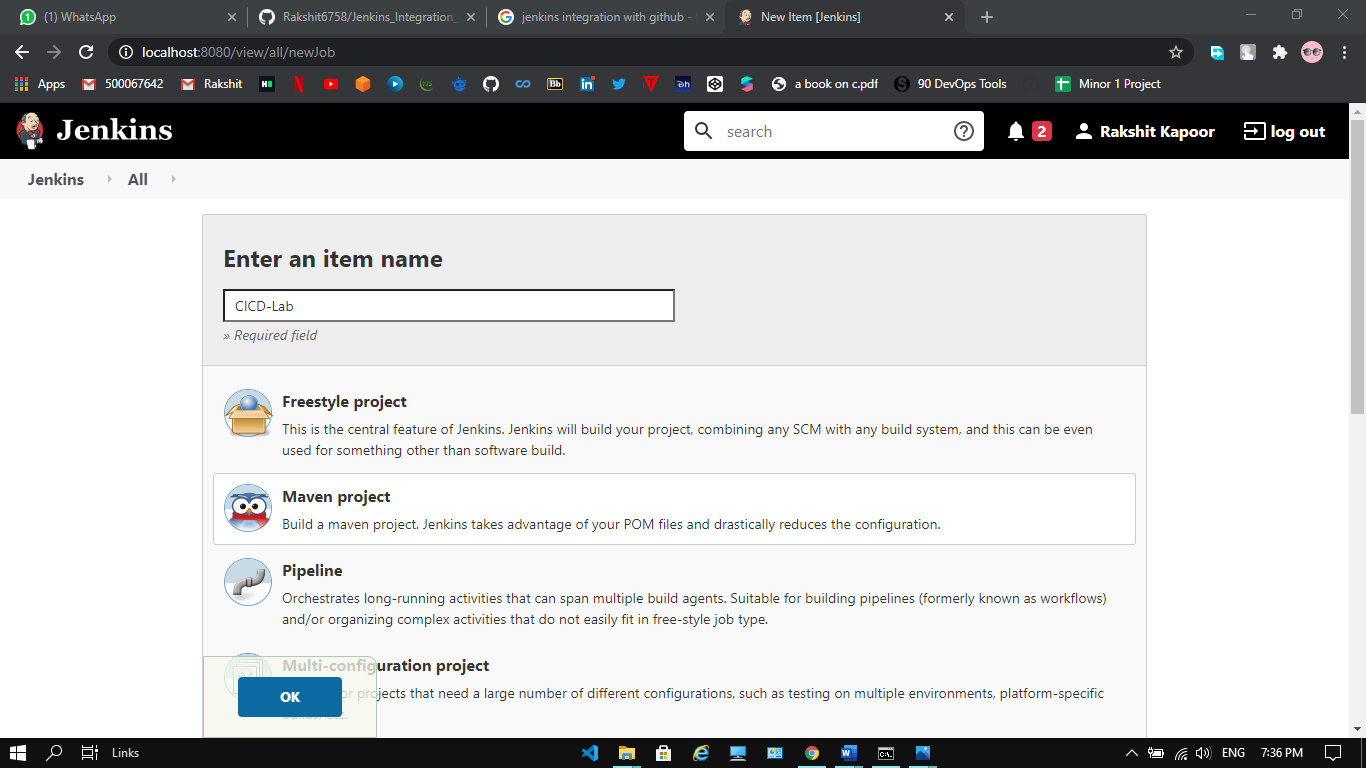 (1) WhatsApp
Rakshit6758/Jenkins_Integration_
jenkins integration with github -
New Item [Jenkins]
localhost:8080/view/all/newJob
Apps
500067642
Rakshit
Bb
a book on c.pdf
90 DevOps Tools
Minor 1 Project
Jenkins
search
2
Rakshit Kapoor
log out
Jenkins
All
Enter an item name
CICD-Lab
» Required field
Freestyle project
This is the central feature of Jenkins. Jenkins will build your project, combining any SCM with any build system, and this can be even
used for something other than software build.
Maven project
Build a maven project. Jenkins takes advantage of your POM files and drastically reduces the configuration.
Pipeline
Orchestrates long-running activities that can span multiple build agents. Suitable for building pipelines (formerly known as workflows)
and/or organizing complex activities that do not easily fit in free-style job type.
Multi-configuration project
or projects that need a large number of different configurations, such as testing on multiple environments, platform-specific
OK
Links
ENG
7:36 PM